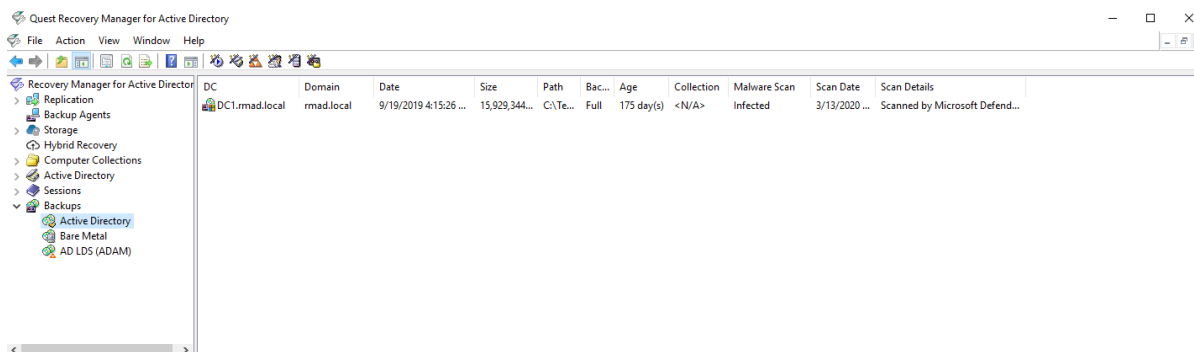 Quest Recovery Manager for Active Directory
File Action View Window Help
Recovery Manager for Active Director
Replication
Backup Agents
Storage
Hybrid Recovery
Computer Collections
Active Directory
Sessions
Backups
Active Directory
Bare Metal
AD LDS (ADAM)
DC Domain Date Size Path Bac... Age Collection Malware Scan Scan Date Scan Details
DC1.rmad.local rmad.local 9/19/2019 4:15:26 ... 15,929,344... C:\Te... Full 175 day(s) <N/A> Infected 3/13/2020 ... Scanned by Microsoft Defend...